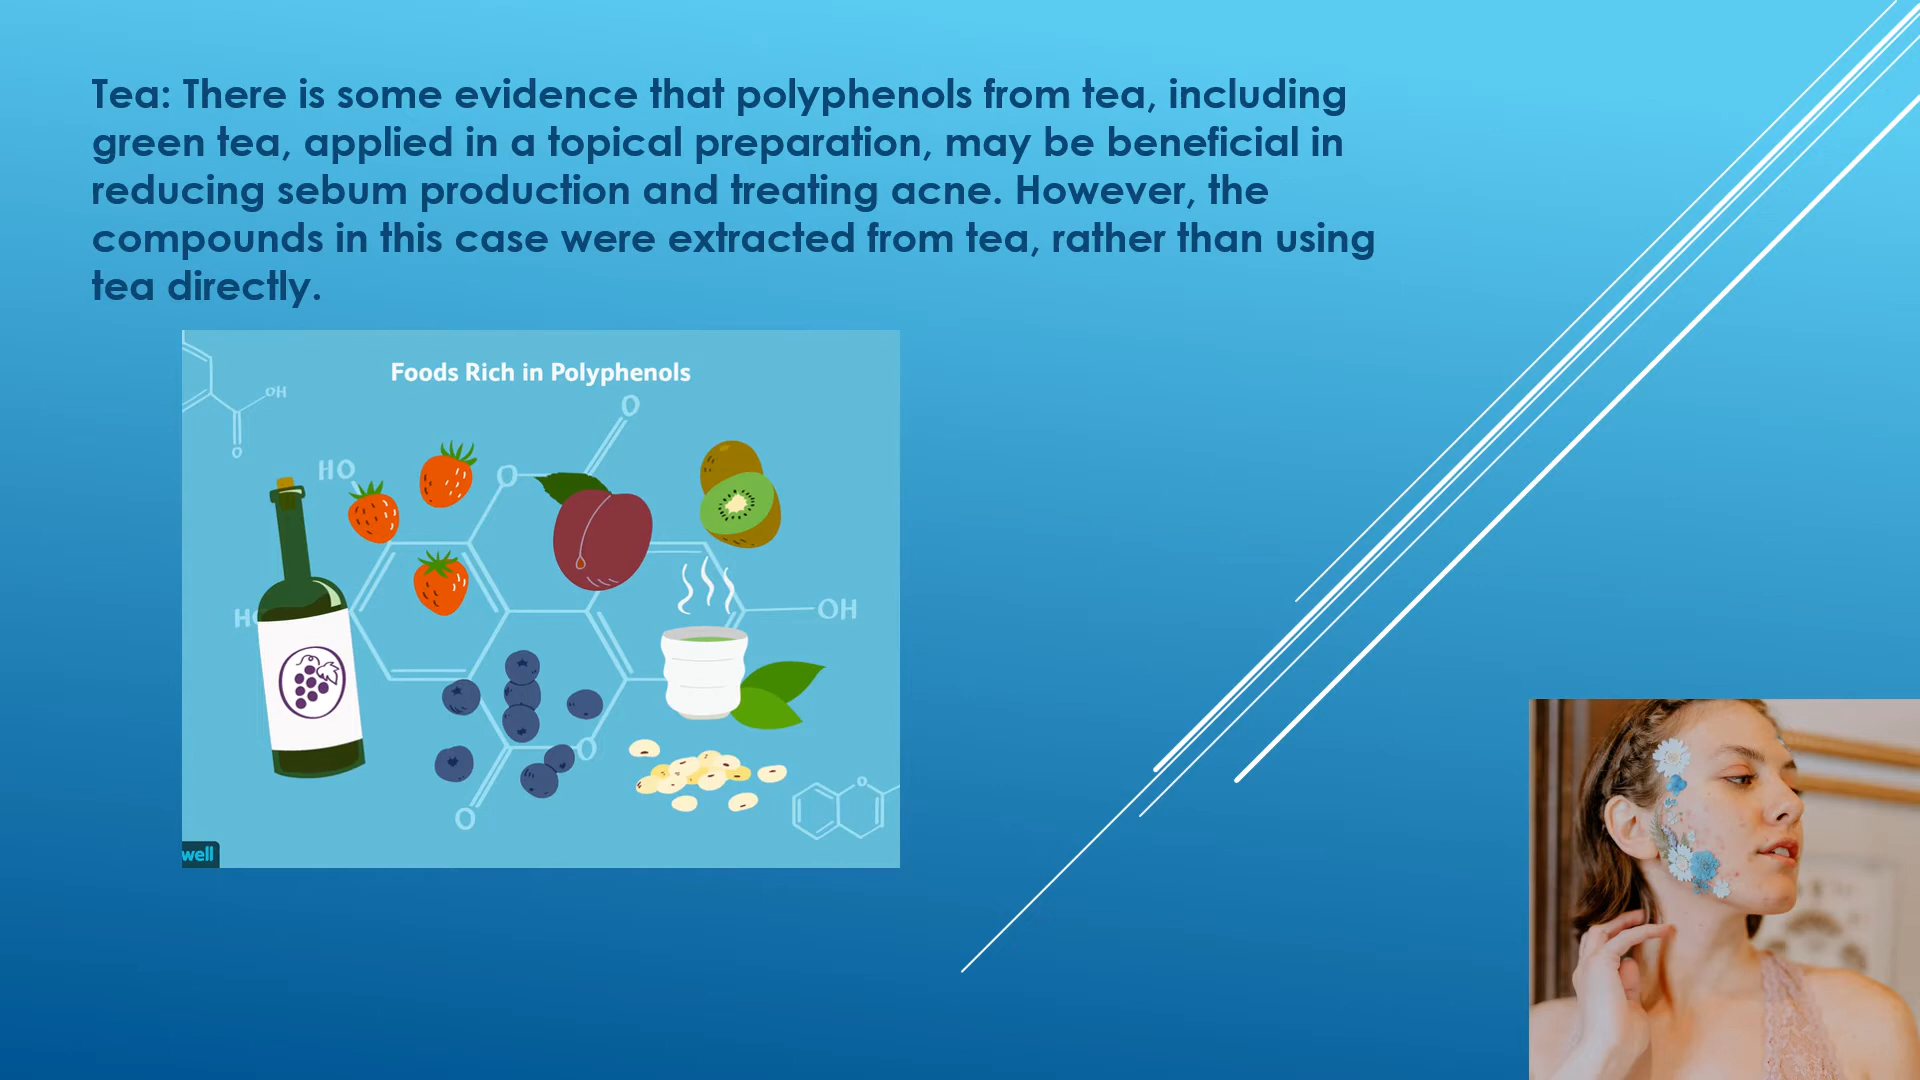 Tea: There is some evidence that polyphenols from tea, including
green tea, applied in a topical preparation, may be beneficial in
reducing sebum production and treating acne. However, the
compounds in this case were extracted from tea, rather than using
tea directly.
Foods Rich in Polyphenols
OH
O
O
HO
O
HO
OH
O
O
O
well